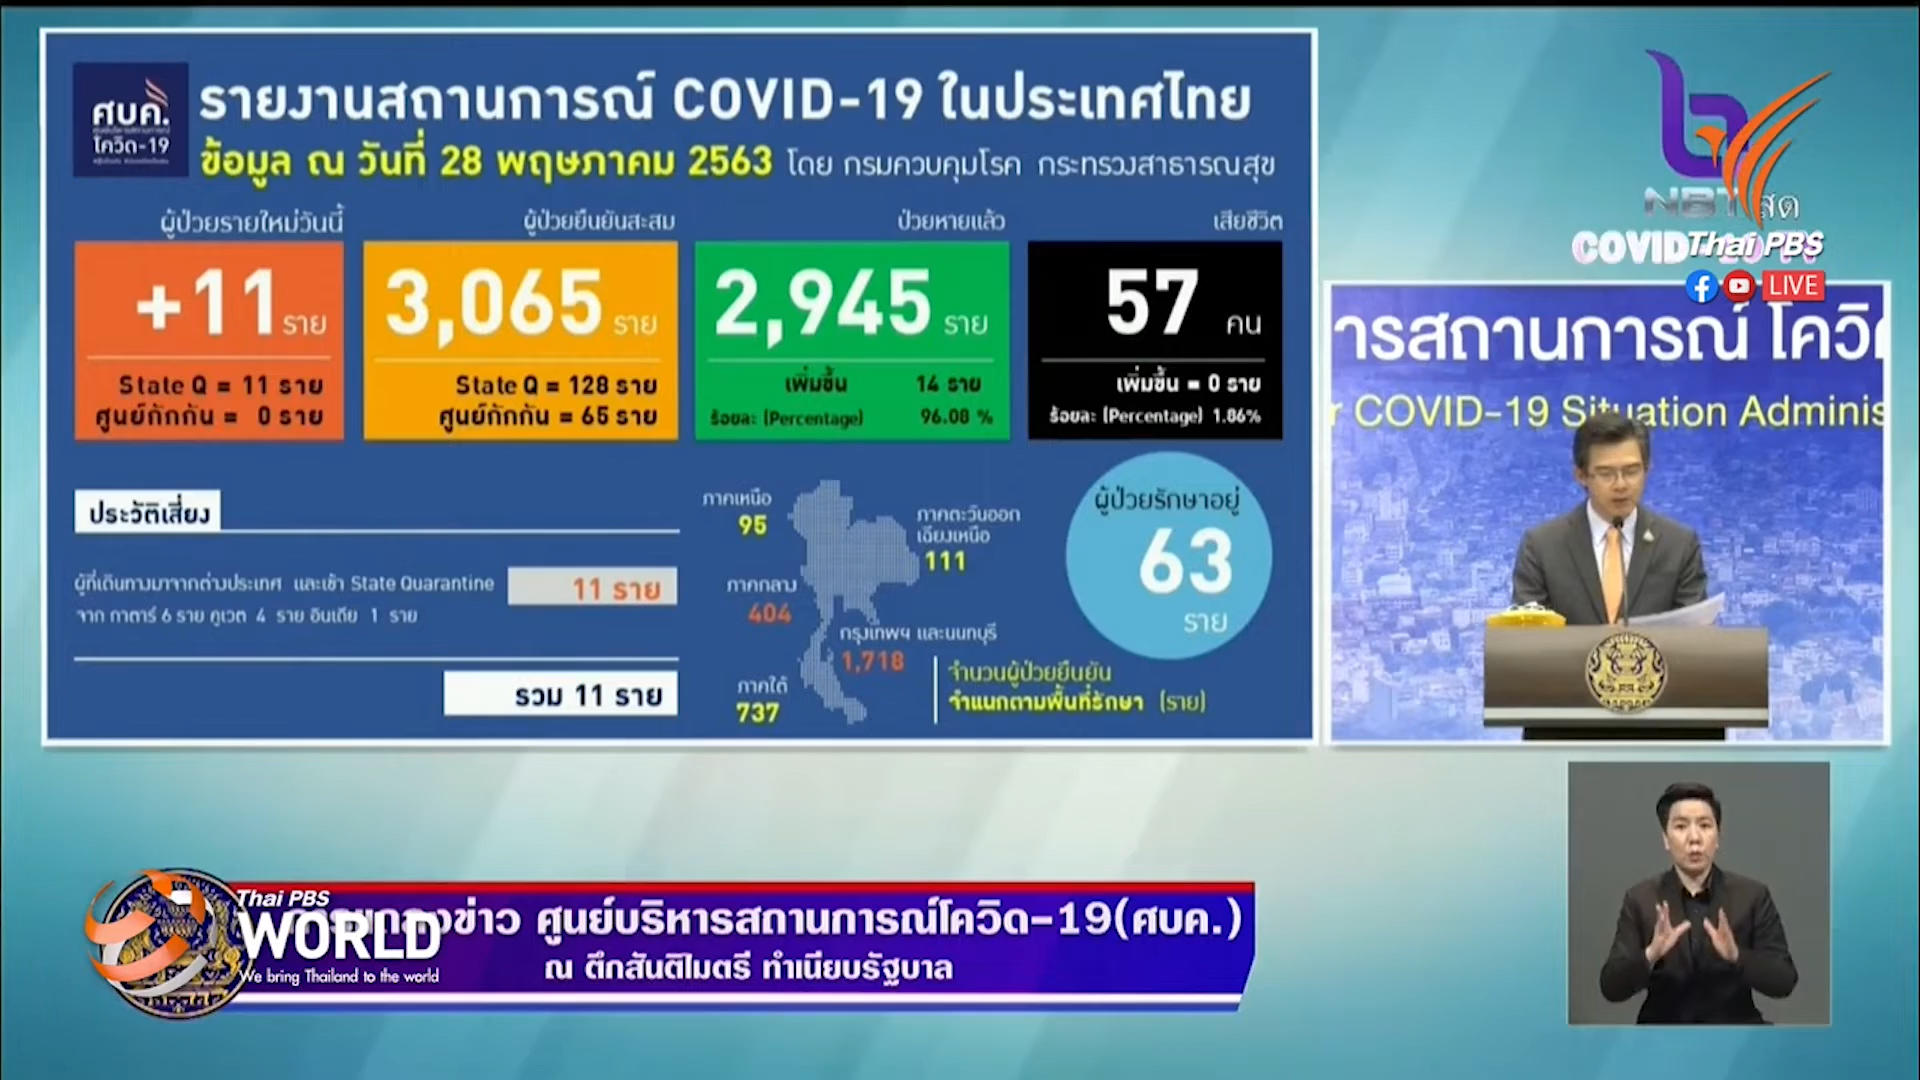 รายงานสถานการณ์ COVID-19 ในประเทศไทย
ศบค.
โควิด-19
ข้อมูล ณ วันที่ 28 พฤษภาคม 2563 โดย กรมควบคุมโรค กระทรวงสาธารณสุข
ผู้ป่วยรายใหม่วันนี้
+11 ราย
State Q = 11 ราย
ศูนย์กักกัน = 0 ราย
ผู้ป่วยยืนยันสะสม
3,065 ราย
State Q = 128 ราย
ศูนย์กักกัน = 65 ราย
ป่วยหายแล้ว
2,945 ราย
เพิ่มขึ้น 14 ราย
ร้อยละ (Percentage) 96.08 %
เสียชีวิต
57 คน
เพิ่มขึ้น = 0 ราย
ร้อยละ (Percentage) 1.86%
ประวัติเสี่ยง
ผู้ที่เดินทางมาจากต่างประเทศ และเข้า State Quarantine 11 ราย
จาก กาตาร์ 6 ราย คูเวต 4 ราย อินเดีย 1 ราย
รวม 11 ราย
ภาคเหนือ
95
ภาคตะวันออก
เฉียงเหนือ
111
ภาคกลาง
404
กรุงเทพฯ และนนทบุรี
1,718
ภาคใต้
737
จำนวนผู้ป่วยยืนยัน
จำแนกตามพื้นที่รักษา (ราย)
ผู้ป่วยรักษาอยู่
63
ราย
NBT สด
COVID
Thai PBS
LIVE
ารสถานการณ์ โควิด
r COVID-19 Situation Adminis
Thai PBS
WORLD
We bring Thailand to the world
ข่าว ศูนย์บริหารสถานการณ์โควิด-19(ศบค.)
ณ ตึกสันติไมตรี ทำเนียบรัฐบาล